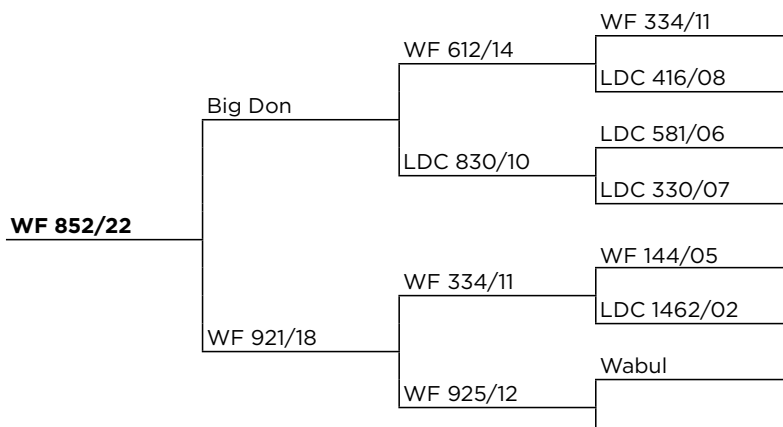 WF 334/11
WF 612/14
LDC 416/08
Big Don
LDC 581/06
LDC 830/10
LDC 330/07
WF 852/22
WF 144/05
WF 334/11
LDC 1462/02
WF 921/18
Wabul
WF 925/12